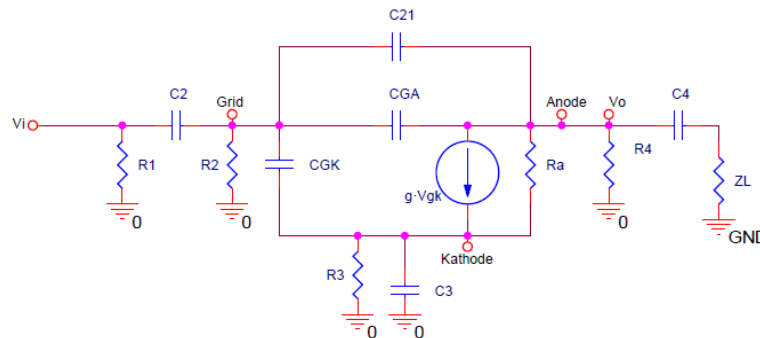 C21
C2
Grid
CGA
Anode
Vo
C4
Vi
R1
R2
CGK
g·Vgk
Ra
R4
ZL
0
0
0
GND
Kathode
R3
C3
0
0